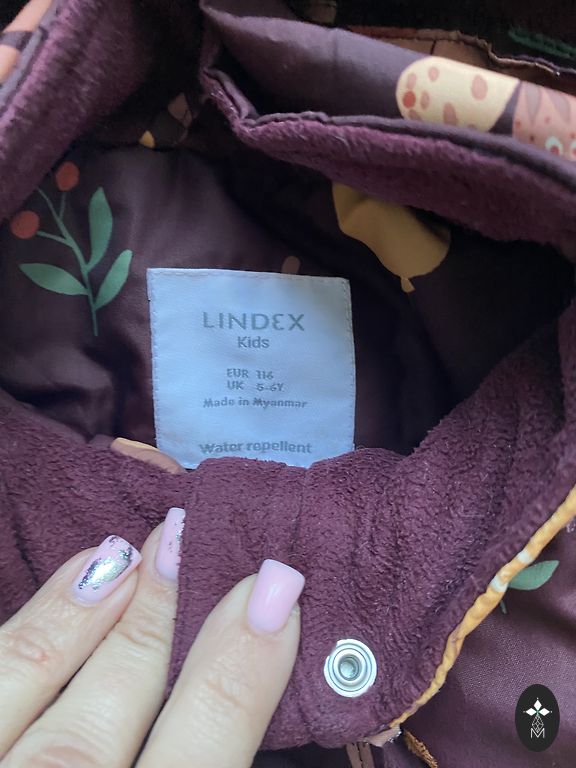 LINDEX
Kids
EUR 116
UK 5-6Y
Made in Myanmar
Water repellent